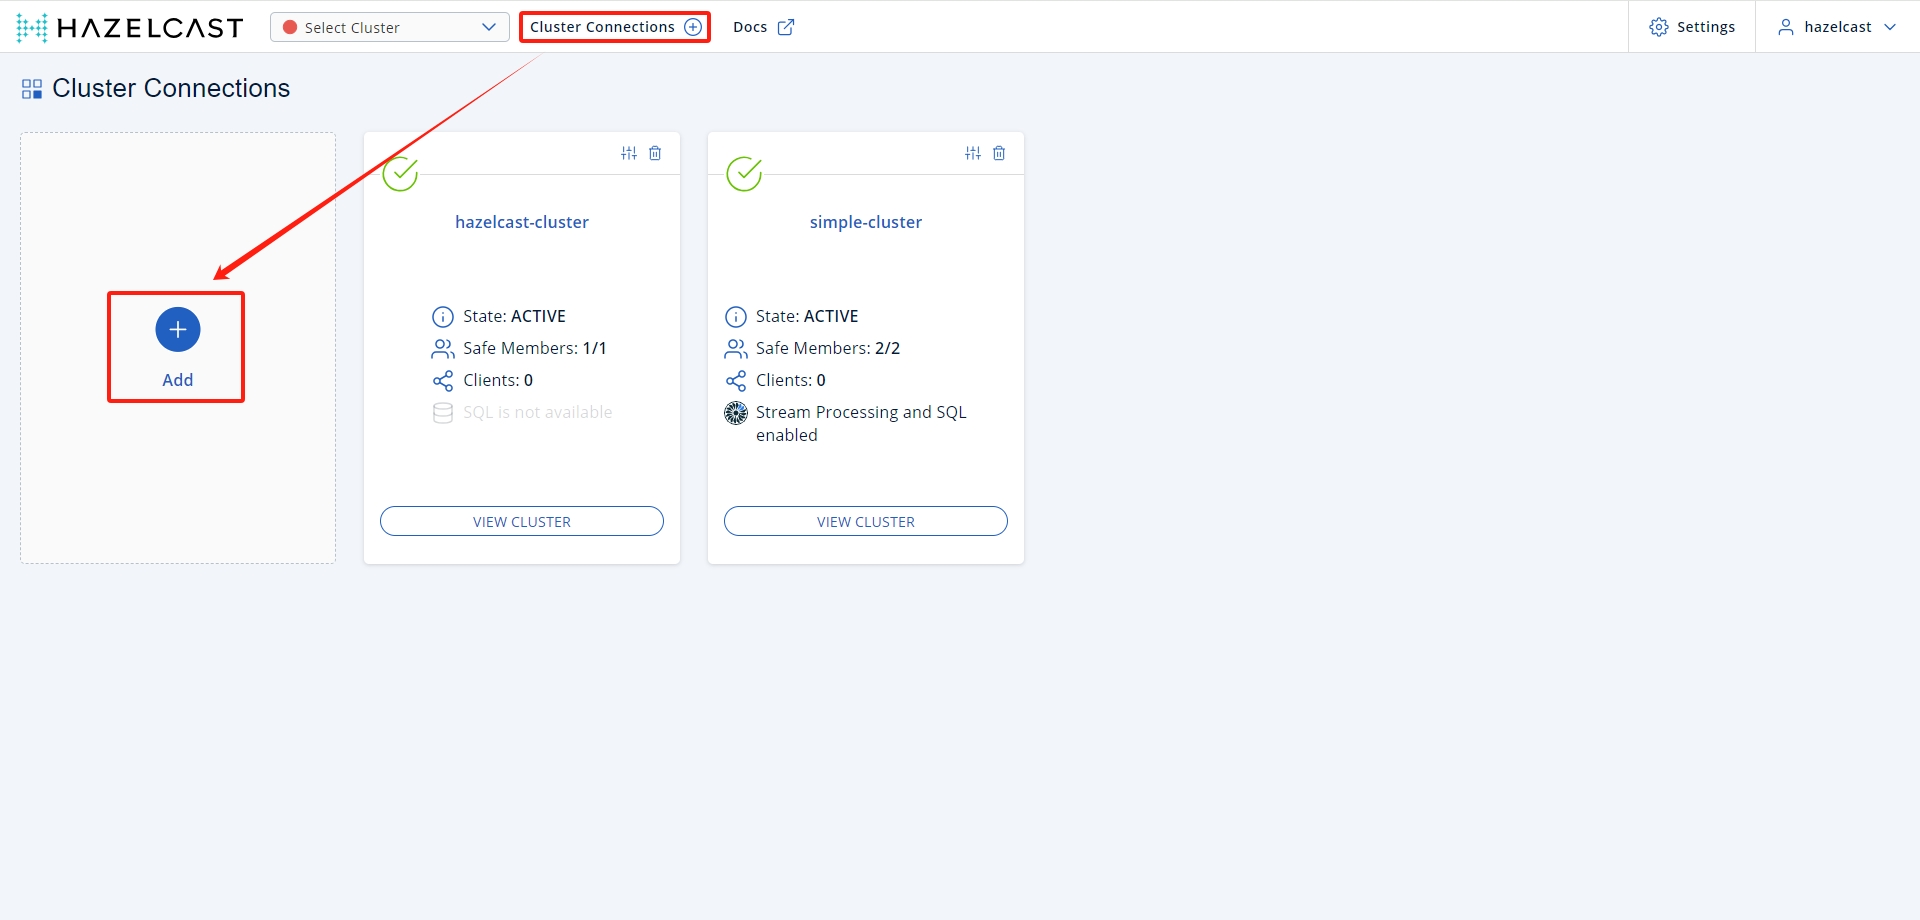 HAZELCAST
Select Cluster
Cluster Connections
Docs
Settings
hazelcast
Cluster Connections
Add
hazelcast-cluster
State: ACTIVE
Safe Members: 1/1
Clients: 0
SQL is not available
VIEW CLUSTER
simple-cluster
State: ACTIVE
Safe Members: 2/2
Clients: 0
Stream Processing and SQL
enabled
VIEW CLUSTER